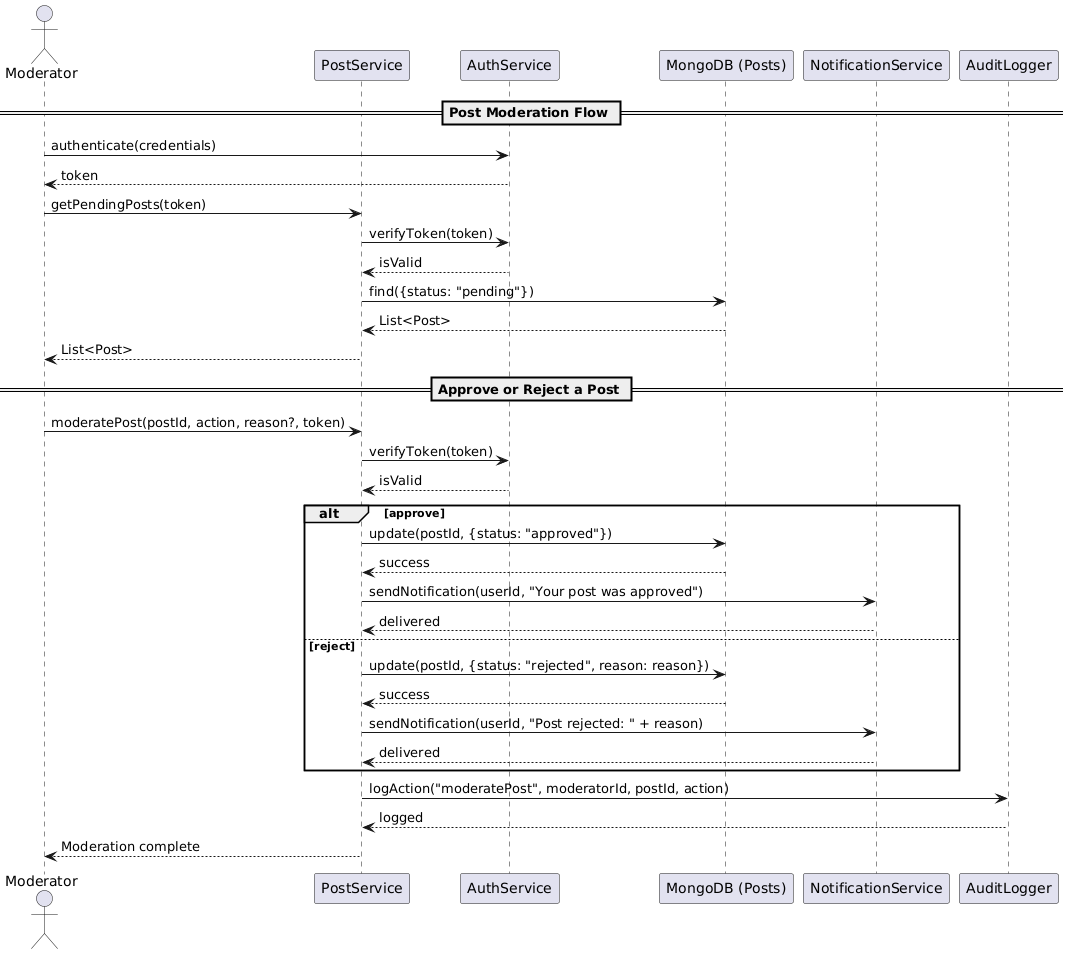 Moderator
PostService
AuthService
MongoDB (Posts)
NotificationService
AuditLogger
Post Moderation Flow
authenticate(credentials)
token
getPendingPosts(token)
verifyToken(token)
isValid
find({status: "pending"})
List<Post>
List<Post>
Approve or Reject a Post
moderatePost(postId, action, reason?, token)
verifyToken(token)
isValid
alt [approve]
update(postId, {status: "approved"})
success
sendNotification(userId, "Your post was approved")
delivered
[reject]
update(postId, {status: "rejected", reason: reason})
success
sendNotification(userId, "Post rejected: " + reason)
delivered
logAction("moderatePost", moderatorId, postId, action)
logged
Moderation complete
Moderator
PostService
AuthService
MongoDB (Posts)
NotificationService
AuditLogger